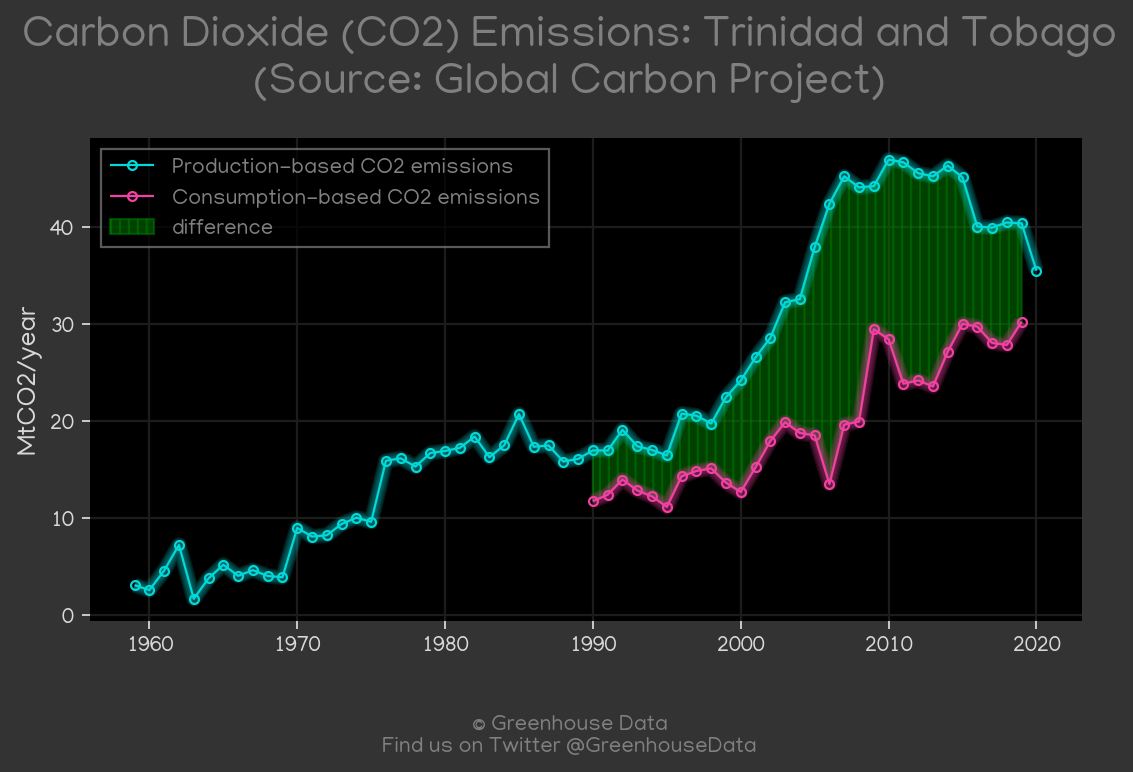 Carbon Dioxide (CO2) Emissions: Trinidad and Tobago
(Source: Global Carbon Project)
Production-based CO2 emissions
Consumption-based CO2 emissions
difference
MtCO2/year
40
30
20
10
0
1960 1970 1980 1990 2000 2010 2020
© Greenhouse Data
Find us on Twitter @GreenhouseData